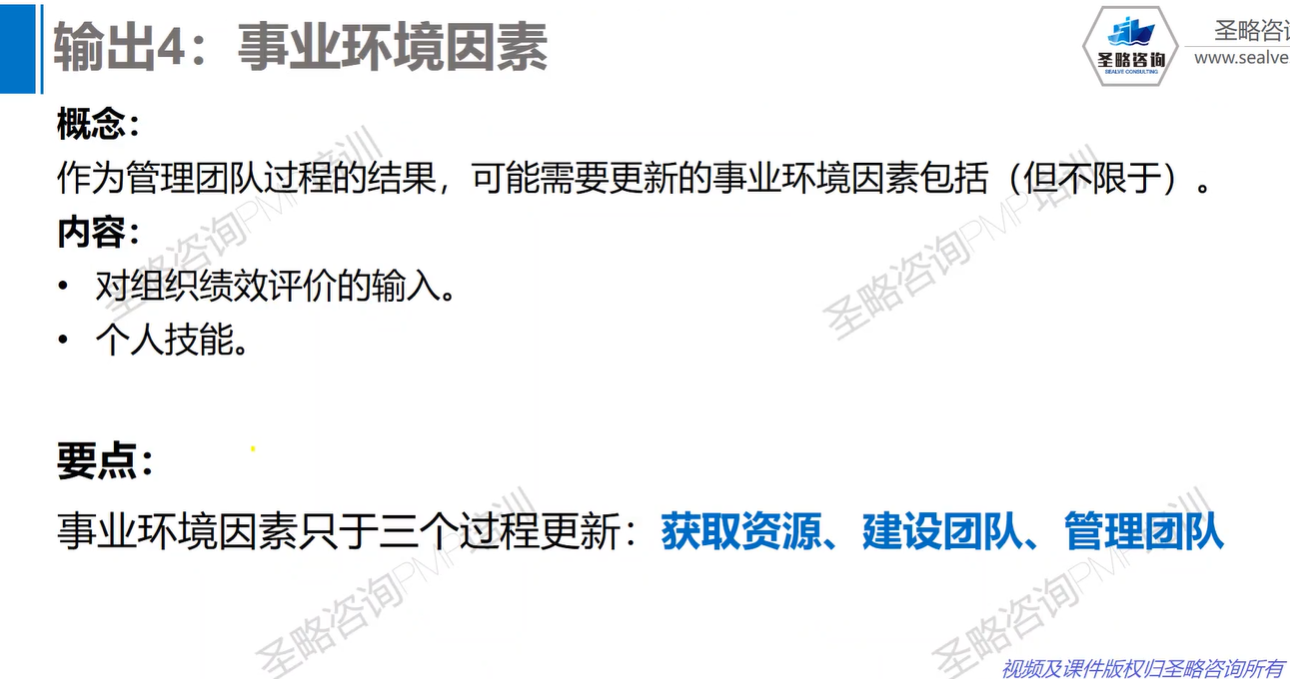 输出4：事业环境因素
圣略咨询
SEALVE CONSULTING
圣略咨
www.sealve
概念：
作为管理团队过程的结果，可能需要更新的事业环境因素包括（但不限于）。
内容：
• 对组织绩效评价的输入。
• 个人技能。
圣略咨询PMP培训
圣略咨询PMP培训
要点：
事业环境因素只于三个过程更新：获取资源、建设团队、管理团队
圣略咨询PMP培训
圣略咨询PMP培训
视频及课件版权归圣略咨询所有